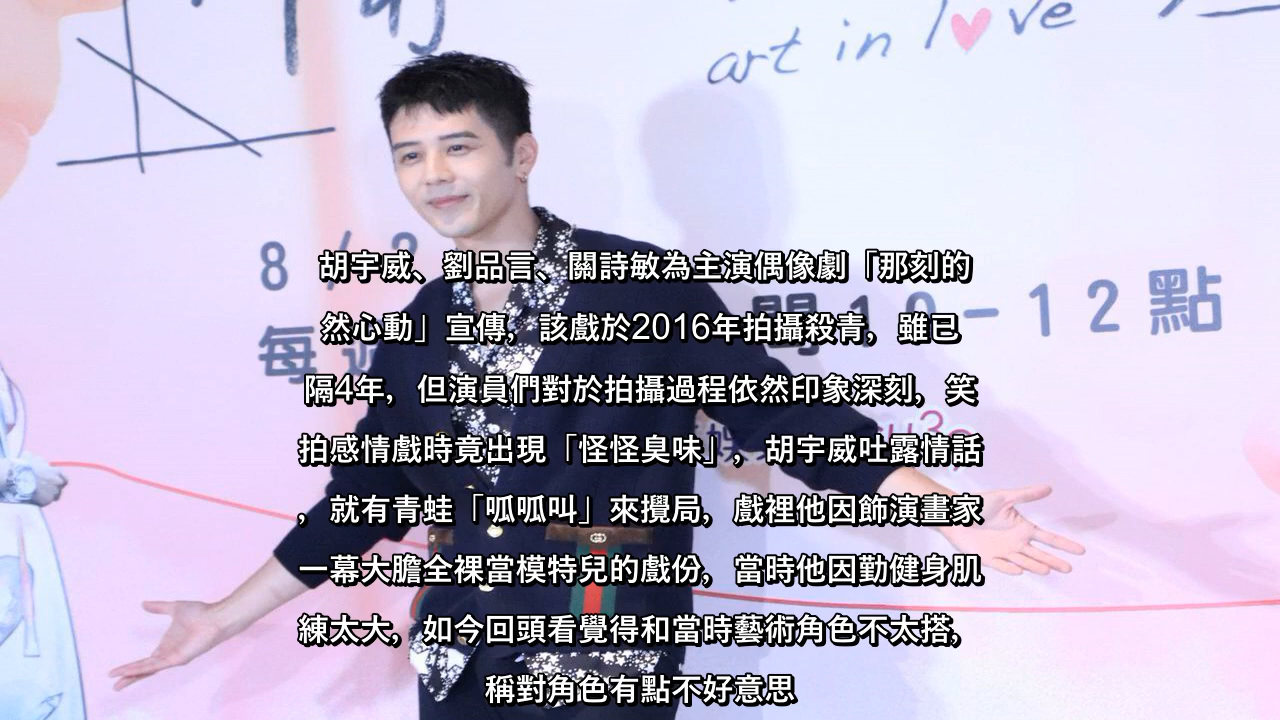 art in love
8 / 2
每週
間10-12點
胡宇威、劉品言、關詩敏為主演偶像劇「那刻的
然心動」宣傳，該戲於2016年拍攝殺青，雖已
隔4年，但演員們對於拍攝過程依然印象深刻，笑
拍感情戲時竟出現「怪怪臭味」，胡宇威吐露情話
，就有青蛙「呱呱叫」來攪局，戲裡他因飾演畫家
一幕大膽全裸當模特兒的戲份，當時他因勤健身肌
練太大，如今回頭看覺得和當時藝術角色不太搭，
稱對角色有點不好意思